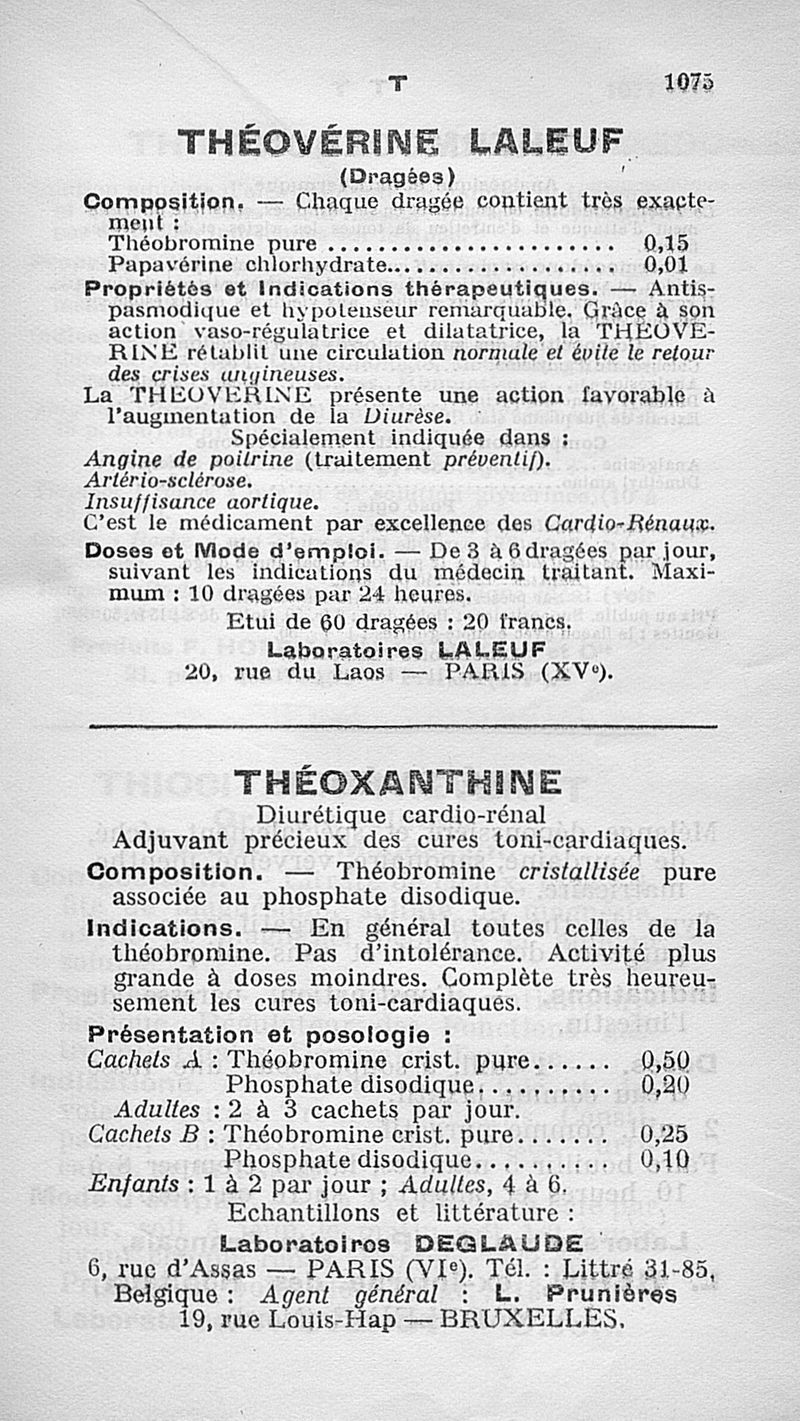 T 1075
THÉOVÉRINE LALEUF
(Dragées)
Composition. — Chaque dragée contient très exacte-
ment :
Théobromine pure ........................ 0,15
Papavérine chlorhydrate................... 0,01
Propriétés et Indications thérapeutiques. — Antis-
pasmodique et hypotenseur remarquable. Grâce à son
action vaso-régulatrice et dilatatrice, la THÉOVÉ-
RINE rétablit une circulation normale et évite le retour
des crises angineuses.
La THEOVERINE présente une action favorable à
l'augmentation de la Diurèse.
Spécialement indiquée dans :
Angine de poitrine (traitement préventif).
Artério-sclérose.
Insuffisance aortique.
C'est le médicament par excellence des Cardio-Rénaux.
Doses et Mode d'emploi. — De 3 à 6 dragées par jour,
suivant les indications du médecin traitant. Maxi-
mum : 10 dragées par 24 heures.
Etui de 60 dragées : 20 francs.
Laboratoires LALEUF
20, rue du Laos — PARIS (XVe).
THÉOXANTHINE
Diurétique cardio-rénal
Adjuvant précieux des cures toni-cardiaques.
Composition. — Théobromine cristallisée pure
associée au phosphate disodique.
Indications. — En général toutes celles de la
théobromine. Pas d'intolérance. Activité plus
grande à doses moindres. Complète très heureu-
sement les cures toni-cardiaques.
Présentation et posologie :
Cachets A : Théobromine crist. pure...... 0,50
Phosphate disodique.......... 0,20
Adultes : 2 à 3 cachets par jour.
Cachets B : Théobromine crist. pure....... 0,25
Phosphate disodique.......... 0,10
Enfants : 1 à 2 par jour ; Adultes, 4 à 6.
Echantillons et littérature :
Laboratoires DEGLAUDE
6, rue d'Assas — PARIS (VIe). Tél. : Littré 31-85.
Belgique : Agent général : L. Prunières
19, rue Louis-Hap — BRUXELLES.